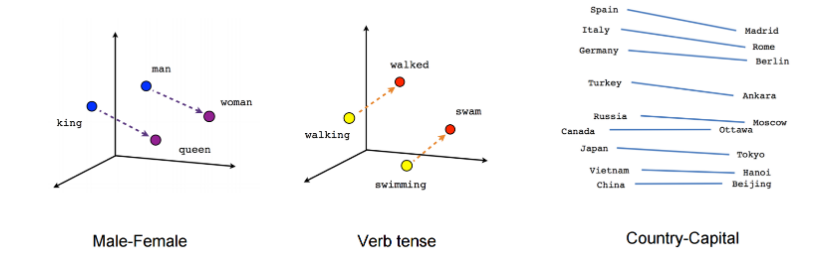 man
woman
king
queen
Male-Female
walked
swam
walking
swimming
Verb tense
Spain
Madrid
Italy
Rome
Germany
Berlin
Turkey
Ankara
Russia
Moscow
Canada
Ottawa
Japan
Tokyo
Vietnam
Hanoi
China
Beijing
Country-Capital